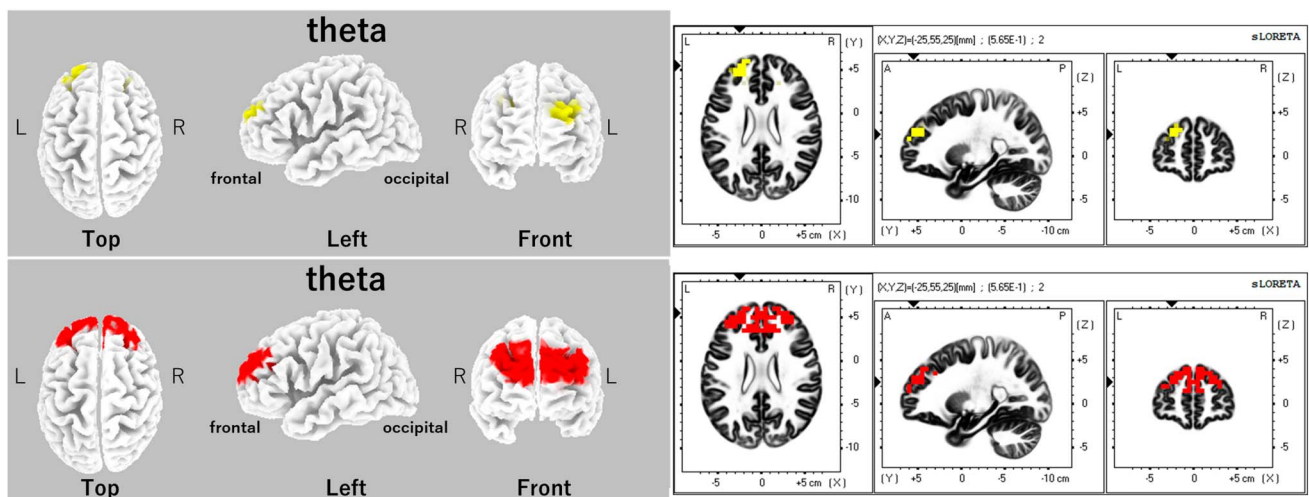 theta
L R R L
frontal occipital
Top Left Front
(X,Y,Z)=(-25,55,25)[mm] ; (5.65E-1) ; 2 sLORETA
L R (Y) A P (Z) L R (Z)
+5 +5 +5
0 0 0
-5 -5 -5
-10
-5 0 +5 cm (X) (Y) +5 0 -5 -10 cm -5 0 +5 cm (X)
theta
L R R L
frontal occipital
Top Left Front
(X,Y,Z)=(-25,55,25)[mm] ; (5.65E-1) ; 2 sLORETA
L R (Y) A P (Z) L R (Z)
+5 +5 +5
0 0 0
-5 -5 -5
-10
-5 0 +5 cm (X) (Y) +5 0 -5 -10 cm -5 0 +5 cm (X)